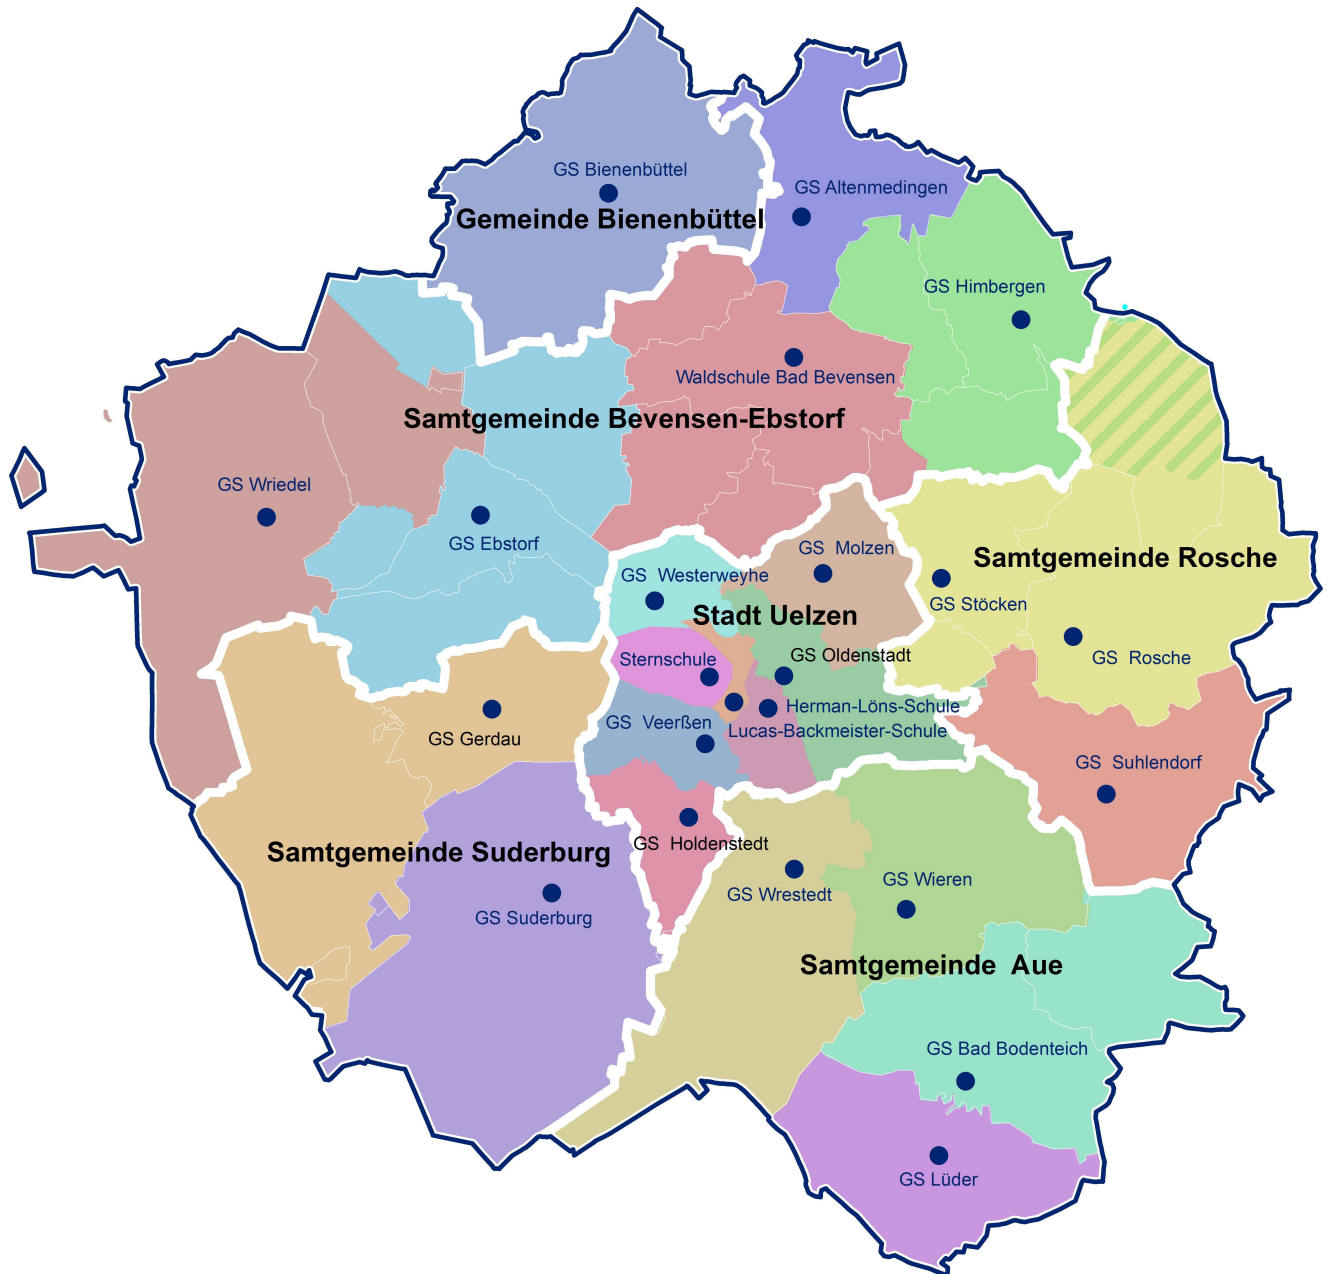 GS Bienenbüttel
GS Altenmedingen
Gemeinde Bienenbüttel
GS Himbergen
Waldschule Bad Bevensen
Samtgemeinde Bevensen-Ebstorf
GS Wriedel
GS Ebstorf
GS Molzen
Samtgemeinde Rosche
GS Westerweyhe
GS Stöcken
Stadt Uelzen
Sternschule
GS Oldenstadt
GS Rosche
Herman-Löns-Schule
GS Veerßen
Lucas-Backmeister-Schule
GS Gerdau
GS Suhlendorf
GS Holdenstedt
Samtgemeinde Suderburg
GS Wrestedt
GS Wieren
GS Suderburg
Samtgemeinde Aue
GS Bad Bodenteich
GS Lüder